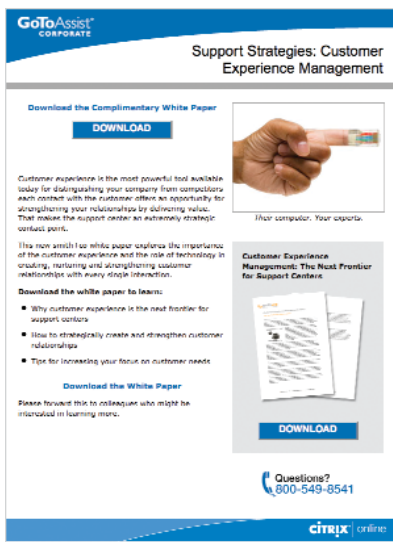 GoToAssist
CORPORATE
Support Strategies: Customer
Experience Management
Download the Complimentary White Paper
DOWNLOAD
Customer experience is the most powerful tool available
today for distinguishing your company from competitors
each contact with the customer offers an opportunity for
strengthening your relationships by delivering value.
That makes the support center an extremely strategic
contact point.
This new smith co white paper explores the importance
of the customer experience and the role of technology in
creating, nurturing and strengthening customer
relationships with every single interaction.
Download the white paper to learn:
• Why customer experience is the next frontier for
support centers
• How to strategically create and strengthen customer
relationships
• Tips for increasing your focus on customer needs
Download the White Paper
Please forward this to colleagues who might be
interested in learning more.
Their computer. Your experts.
Customer Experience
Management: The Next Frontier
for Support Centers
DOWNLOAD
Questions?
800-549-8541
CITRIX online